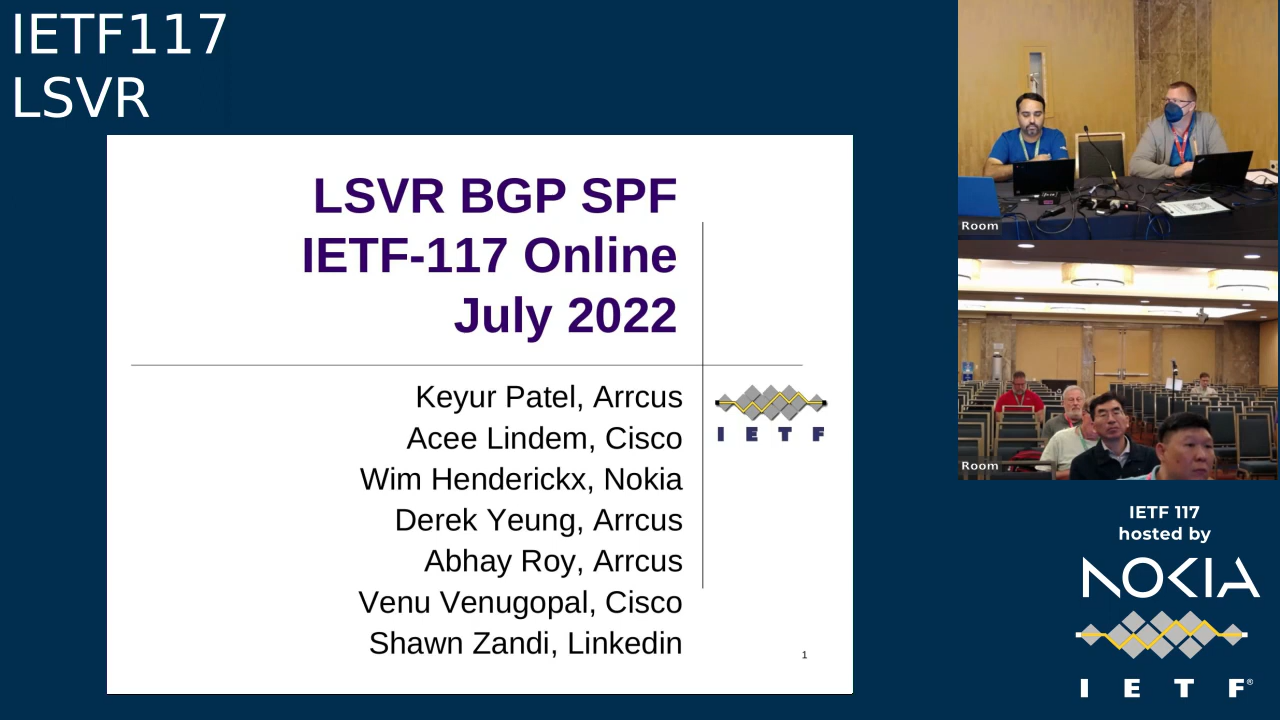 IETF117
LSVR
LSVR BGP SPF
IETF-117 Online
July 2022
Keyur Patel, Arrcus
Acee Lindem, Cisco
Wim Henderickx, Nokia
Derek Yeung, Arrcus
Abhay Roy, Arrcus
Venu Venugopal, Cisco
Shawn Zandi, Linkedin
I E T F
1
Room
Room
IETF 117
hosted by
NOKIA
I E T F®